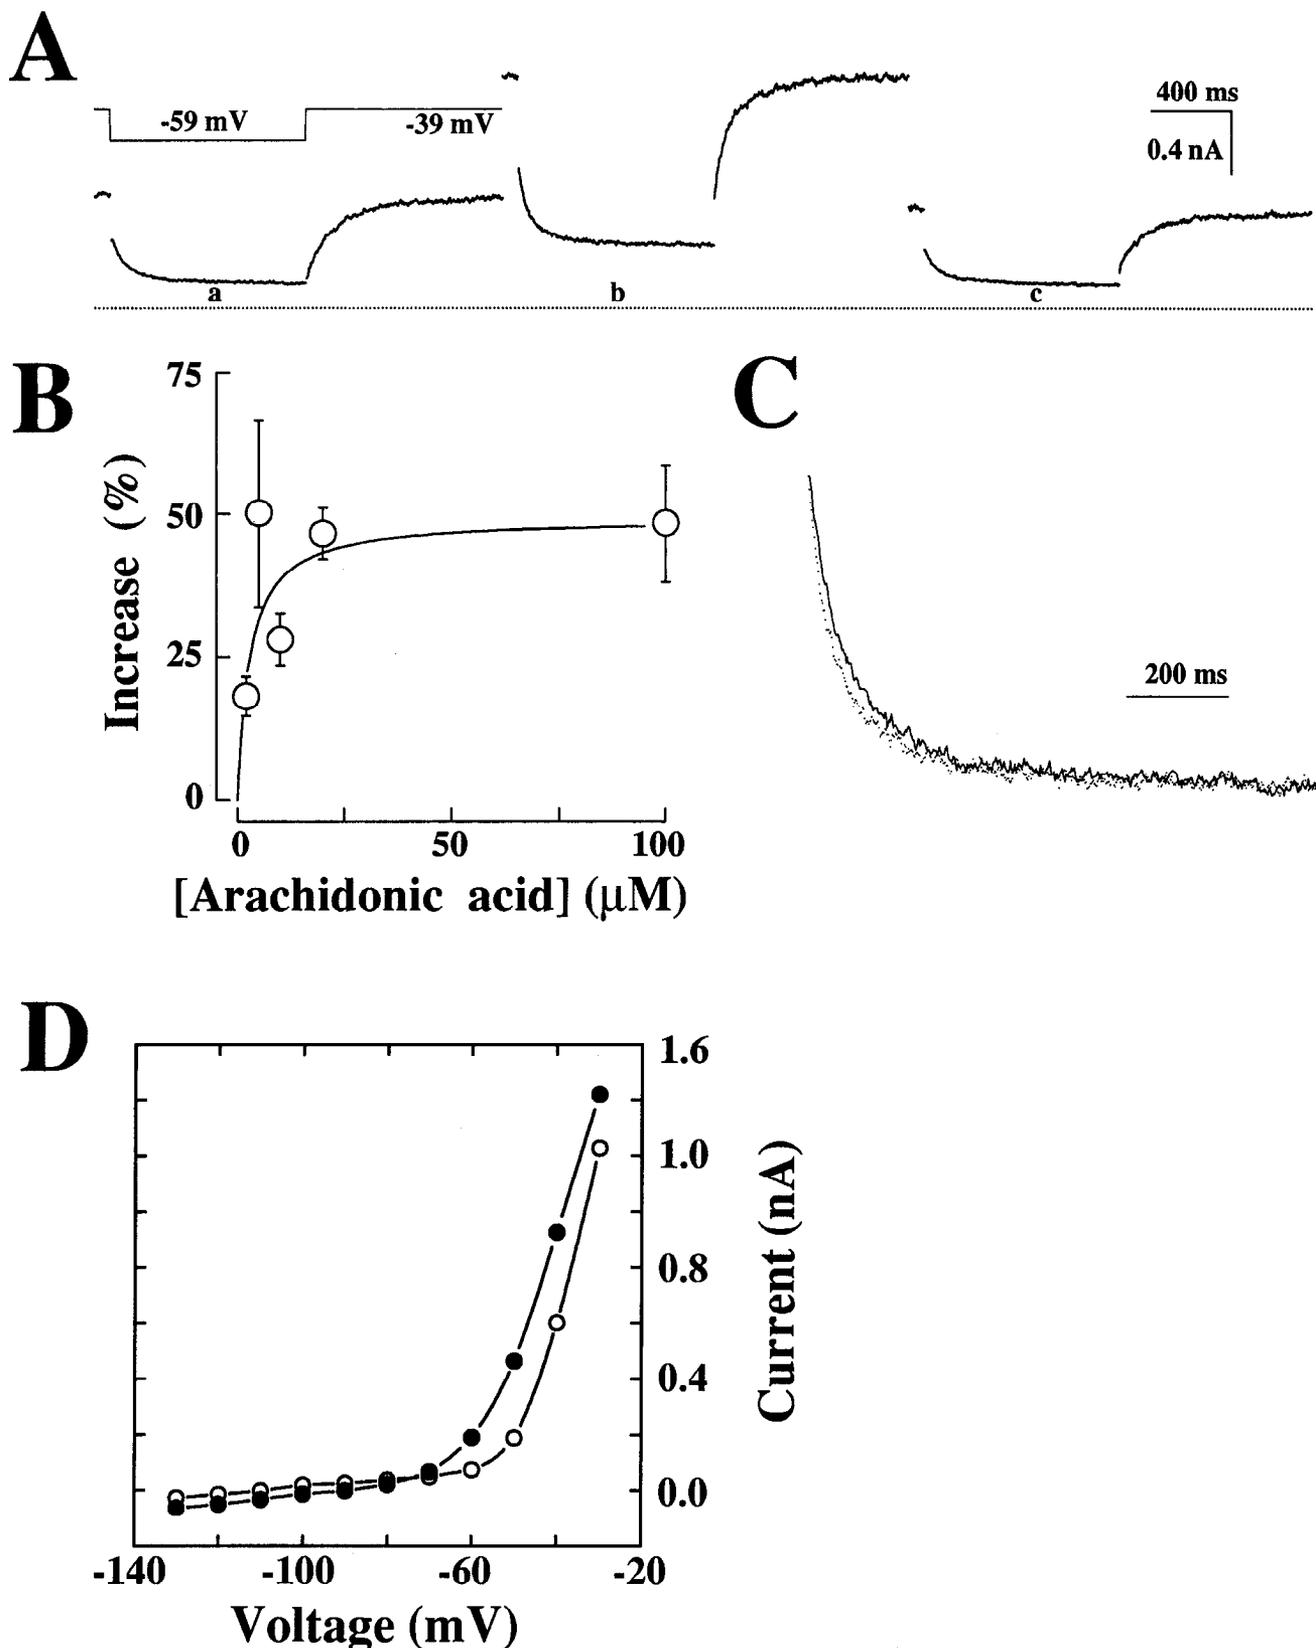 A
-59 mV
-39 mV
400 ms
0.4 nA
a
b
c
B
75
50
25
0
Increase (%)
0 50 100
[Arachidonic acid] (µM)
C
200 ms
D
1.6
1.0
0.8
0.4
0.0
Current (nA)
-140 -100 -60 -20
Voltage (mV)